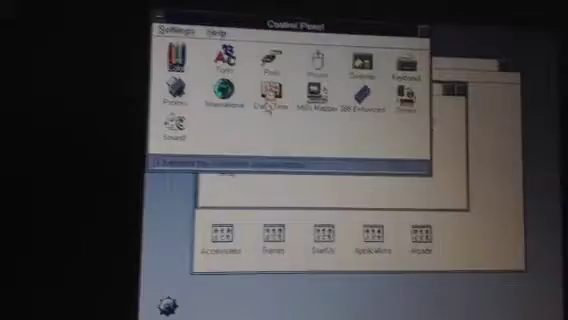 Control Panel
Settings Help
Fonts Ports Mouse Desktop Keyboard
Printers International Date/Time MIDI Mapper 386 Enhanced Drivers
Sound
Accessories Games StartUp Applications Arcade